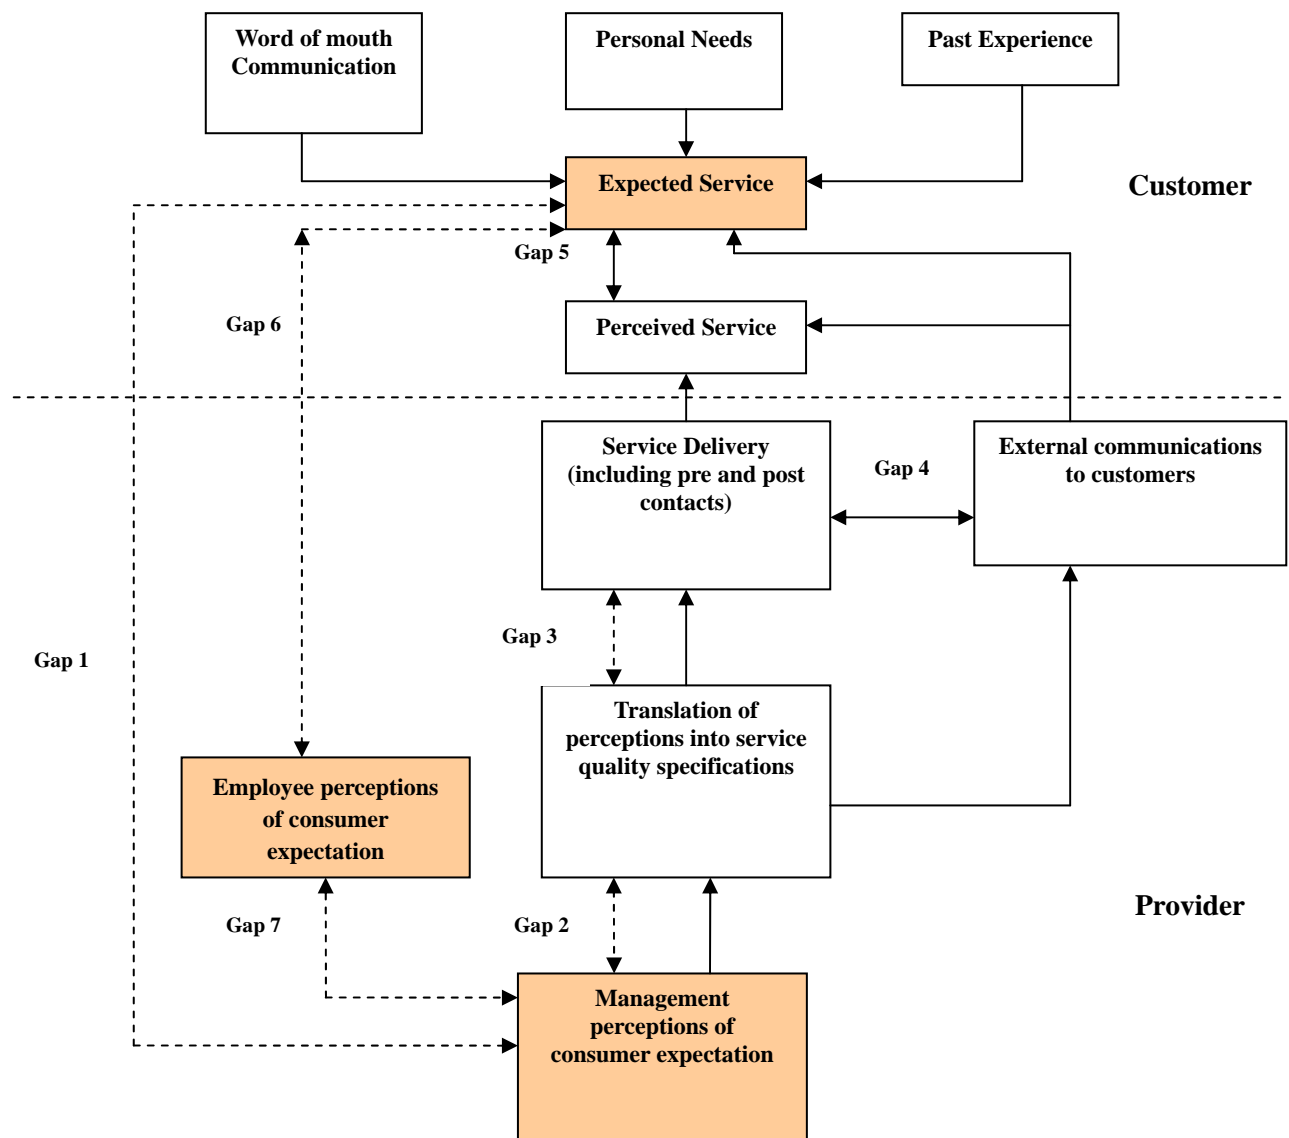 Word of mouth
Communication
Personal Needs
Past Experience
Expected Service
Customer
Gap 5
Gap 6
Perceived Service
Service Delivery
(including pre and post
contacts)
Gap 4
External communications
to customers
Gap 3
Gap 1
Translation of
perceptions into service
quality specifications
Employee perceptions
of consumer
expectation
Provider
Gap 7
Gap 2
Management
perceptions of
consumer expectation